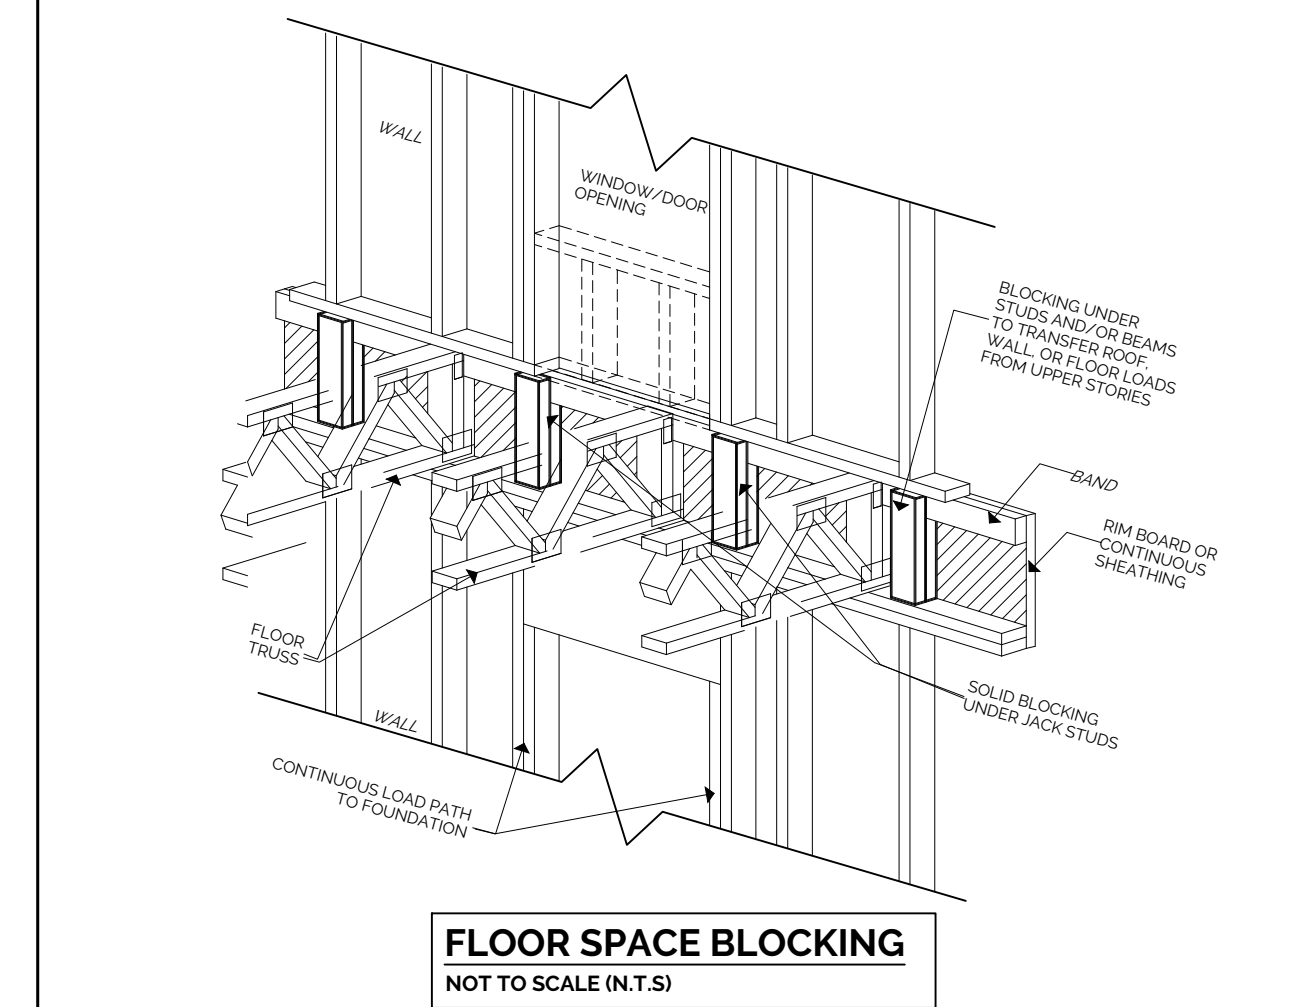 WALL
WINDOW/DOOR
OPENING
BLOCKING UNDER
STUDS AND/OR BEAMS
TO TRANSFER ROOF,
WALL, OR FLOOR LOADS
FROM UPPER STORIES
BAND
RIM BOARD OR
CONTINUOUS
SHEATHING
FLOOR
TRUSS
SOLID BLOCKING
UNDER JACK STUDS
WALL
CONTINUOUS LOAD PATH
TO FOUNDATION
FLOOR SPACE BLOCKING
NOT TO SCALE (N.T.S)